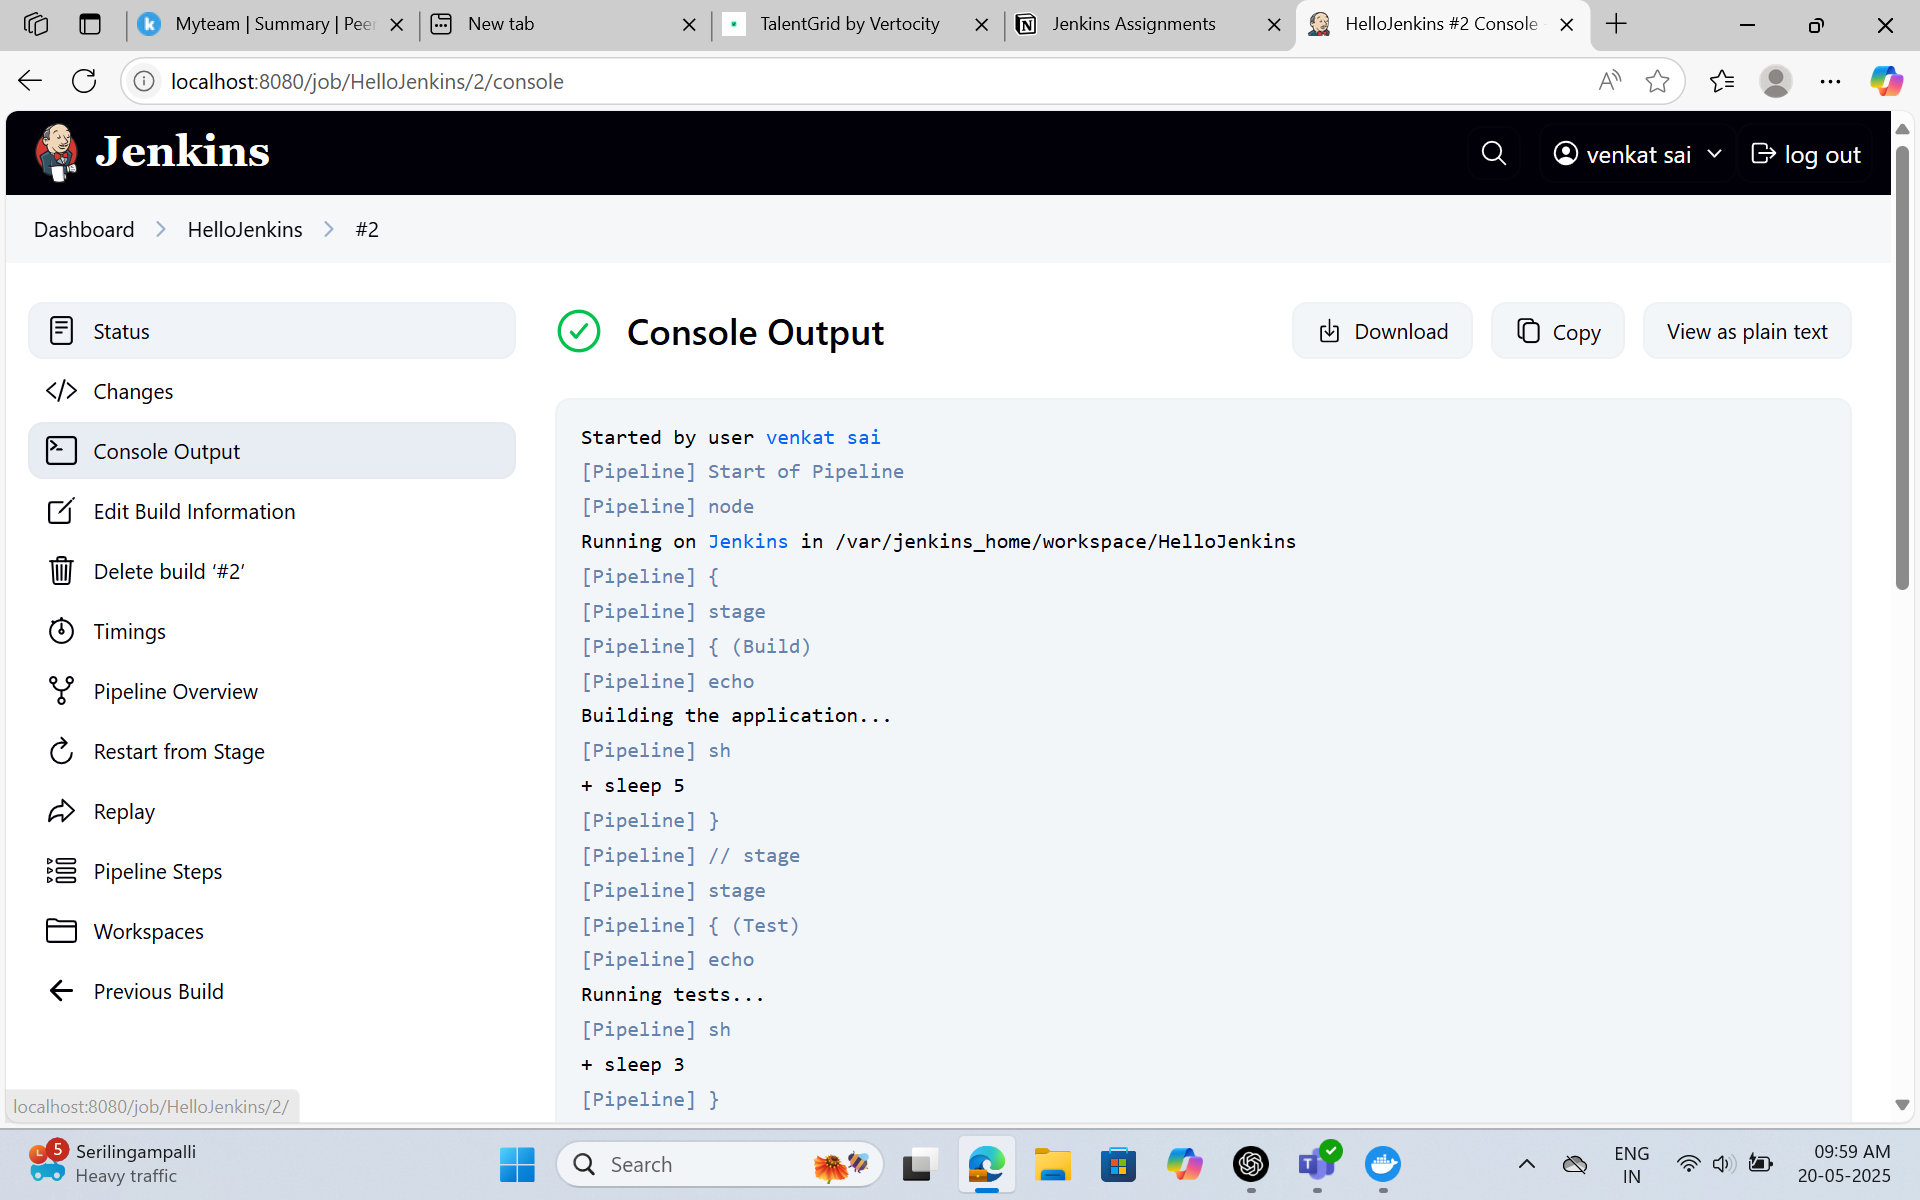 Myteam | Summary | Peer
New tab
TalentGrid by Vertocity
Jenkins Assignments
HelloJenkins #2 Console
localhost:8080/job/HelloJenkins/2/console
Jenkins
venkat sai
log out
Dashboard
HelloJenkins
#2
Status
Changes
Console Output
Edit Build Information
Delete build ‘#2’
Timings
Pipeline Overview
Restart from Stage
Replay
Pipeline Steps
Workspaces
Previous Build
Console Output
Download
Copy
View as plain text
Started by user venkat sai
[Pipeline] Start of Pipeline
[Pipeline] node
Running on Jenkins in /var/jenkins_home/workspace/HelloJenkins
[Pipeline] {
[Pipeline] stage
[Pipeline] { (Build)
[Pipeline] echo
Building the application...
[Pipeline] sh
+ sleep 5
[Pipeline] }
[Pipeline] // stage
[Pipeline] stage
[Pipeline] { (Test)
[Pipeline] echo
Running tests...
[Pipeline] sh
+ sleep 3
[Pipeline] }
localhost:8080/job/HelloJenkins/2/
5
Serilingampalli
Heavy traffic
Search
ENG
IN
09:59 AM
20-05-2025